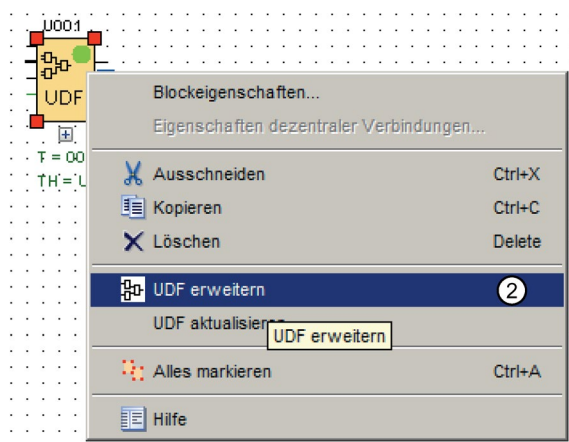 U001
UDF
T = 00
TH = U
Blockeigenschaften...
Eigenschaften dezentraler Verbindungen...
Ausschneiden Ctrl+X
Kopieren Ctrl+C
Löschen Delete
UDF erweitern 2
UDF aktualisieren
UDF erweitern
Alles markieren Ctrl+A
Hilfe